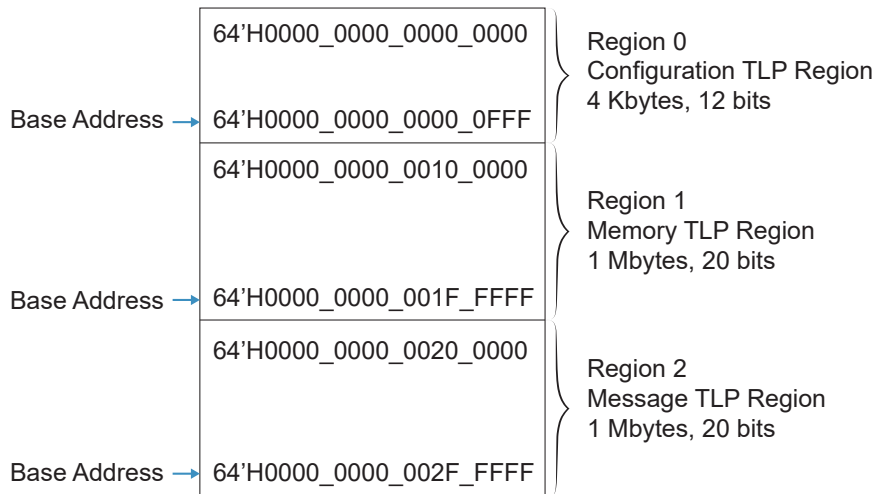 64’H0000_0000_0000_0000
Base Address
64’H0000_0000_0000_0FFF
Region 0
Configuration TLP Region
4 Kbytes, 12 bits
64’H0000_0000_0010_0000
Base Address
64’H0000_0000_001F_FFFF
Region 1
Memory TLP Region
1 Mbytes, 20 bits
64’H0000_0000_0020_0000
Base Address
64’H0000_0000_002F_FFFF
Region 2
Message TLP Region
1 Mbytes, 20 bits